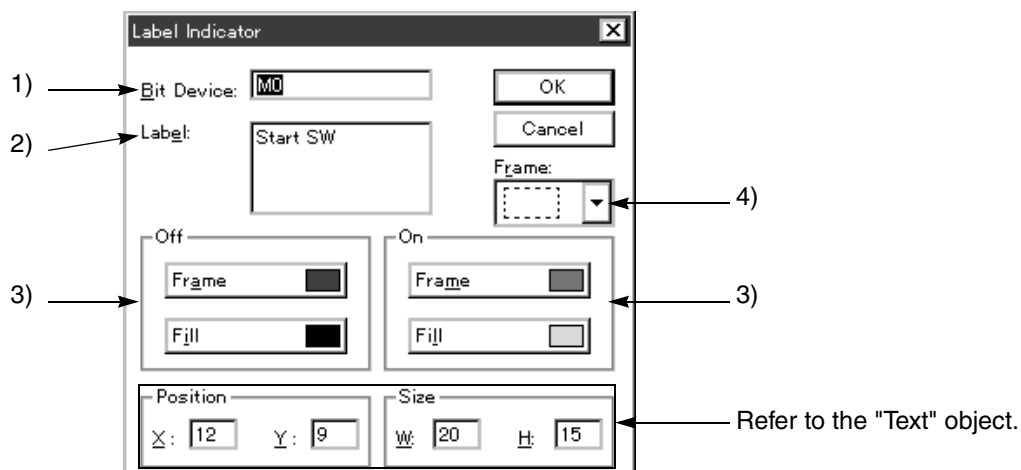 Label Indicator
1)
Bit Device:
M0
OK
2)
Label:
Start SW
Cancel
Frame:
4)
Off
On
3)
Frame
Frame
3)
Fill
Fill
Position
Size
X: 12 Y: 9 W: 20 H: 15
Refer to the "Text" object.